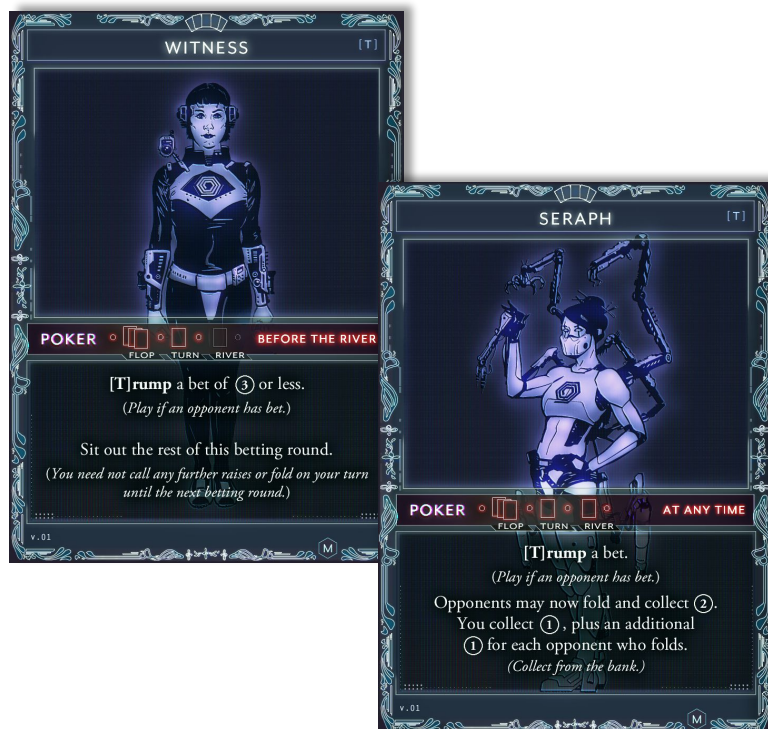 WITNESS
[T]
POKER
FLOP TURN RIVER
BEFORE THE RIVER
[T]rump a bet of 3 or less.
(Play if an opponent has bet.)
Sit out the rest of this betting round.
(You need not call any further raises or fold on your turn
until the next betting round.)
v.01
M
SERAPH
[T]
POKER
FLOP TURN RIVER
AT ANY TIME
[T]rump a bet.
(Play if an opponent has bet.)
Opponents may now fold and collect 2.
You collect 1, plus an additional
1 for each opponent who folds.
(Collect from the bank.)
v.01
M